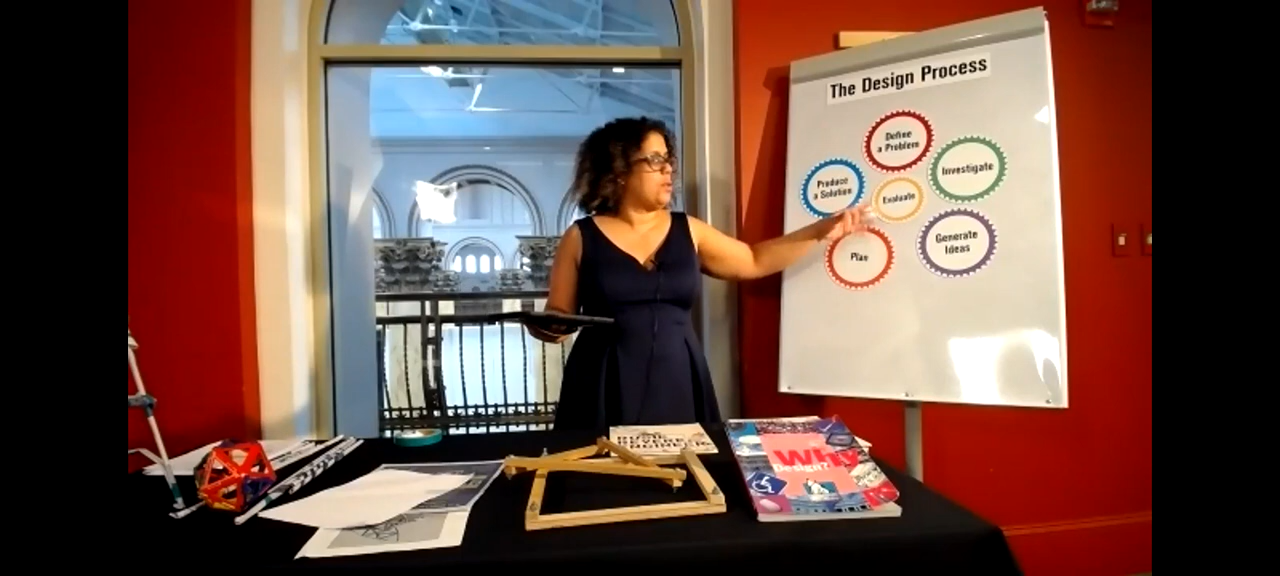 The Design Process
Define
a Problem
Investigate
Generate
Ideas
Plan
Produce
a Solution
Evaluate
Why
Design?